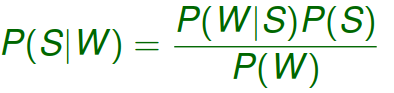 P(S|W) = P(W|S)P(S) / P(W)